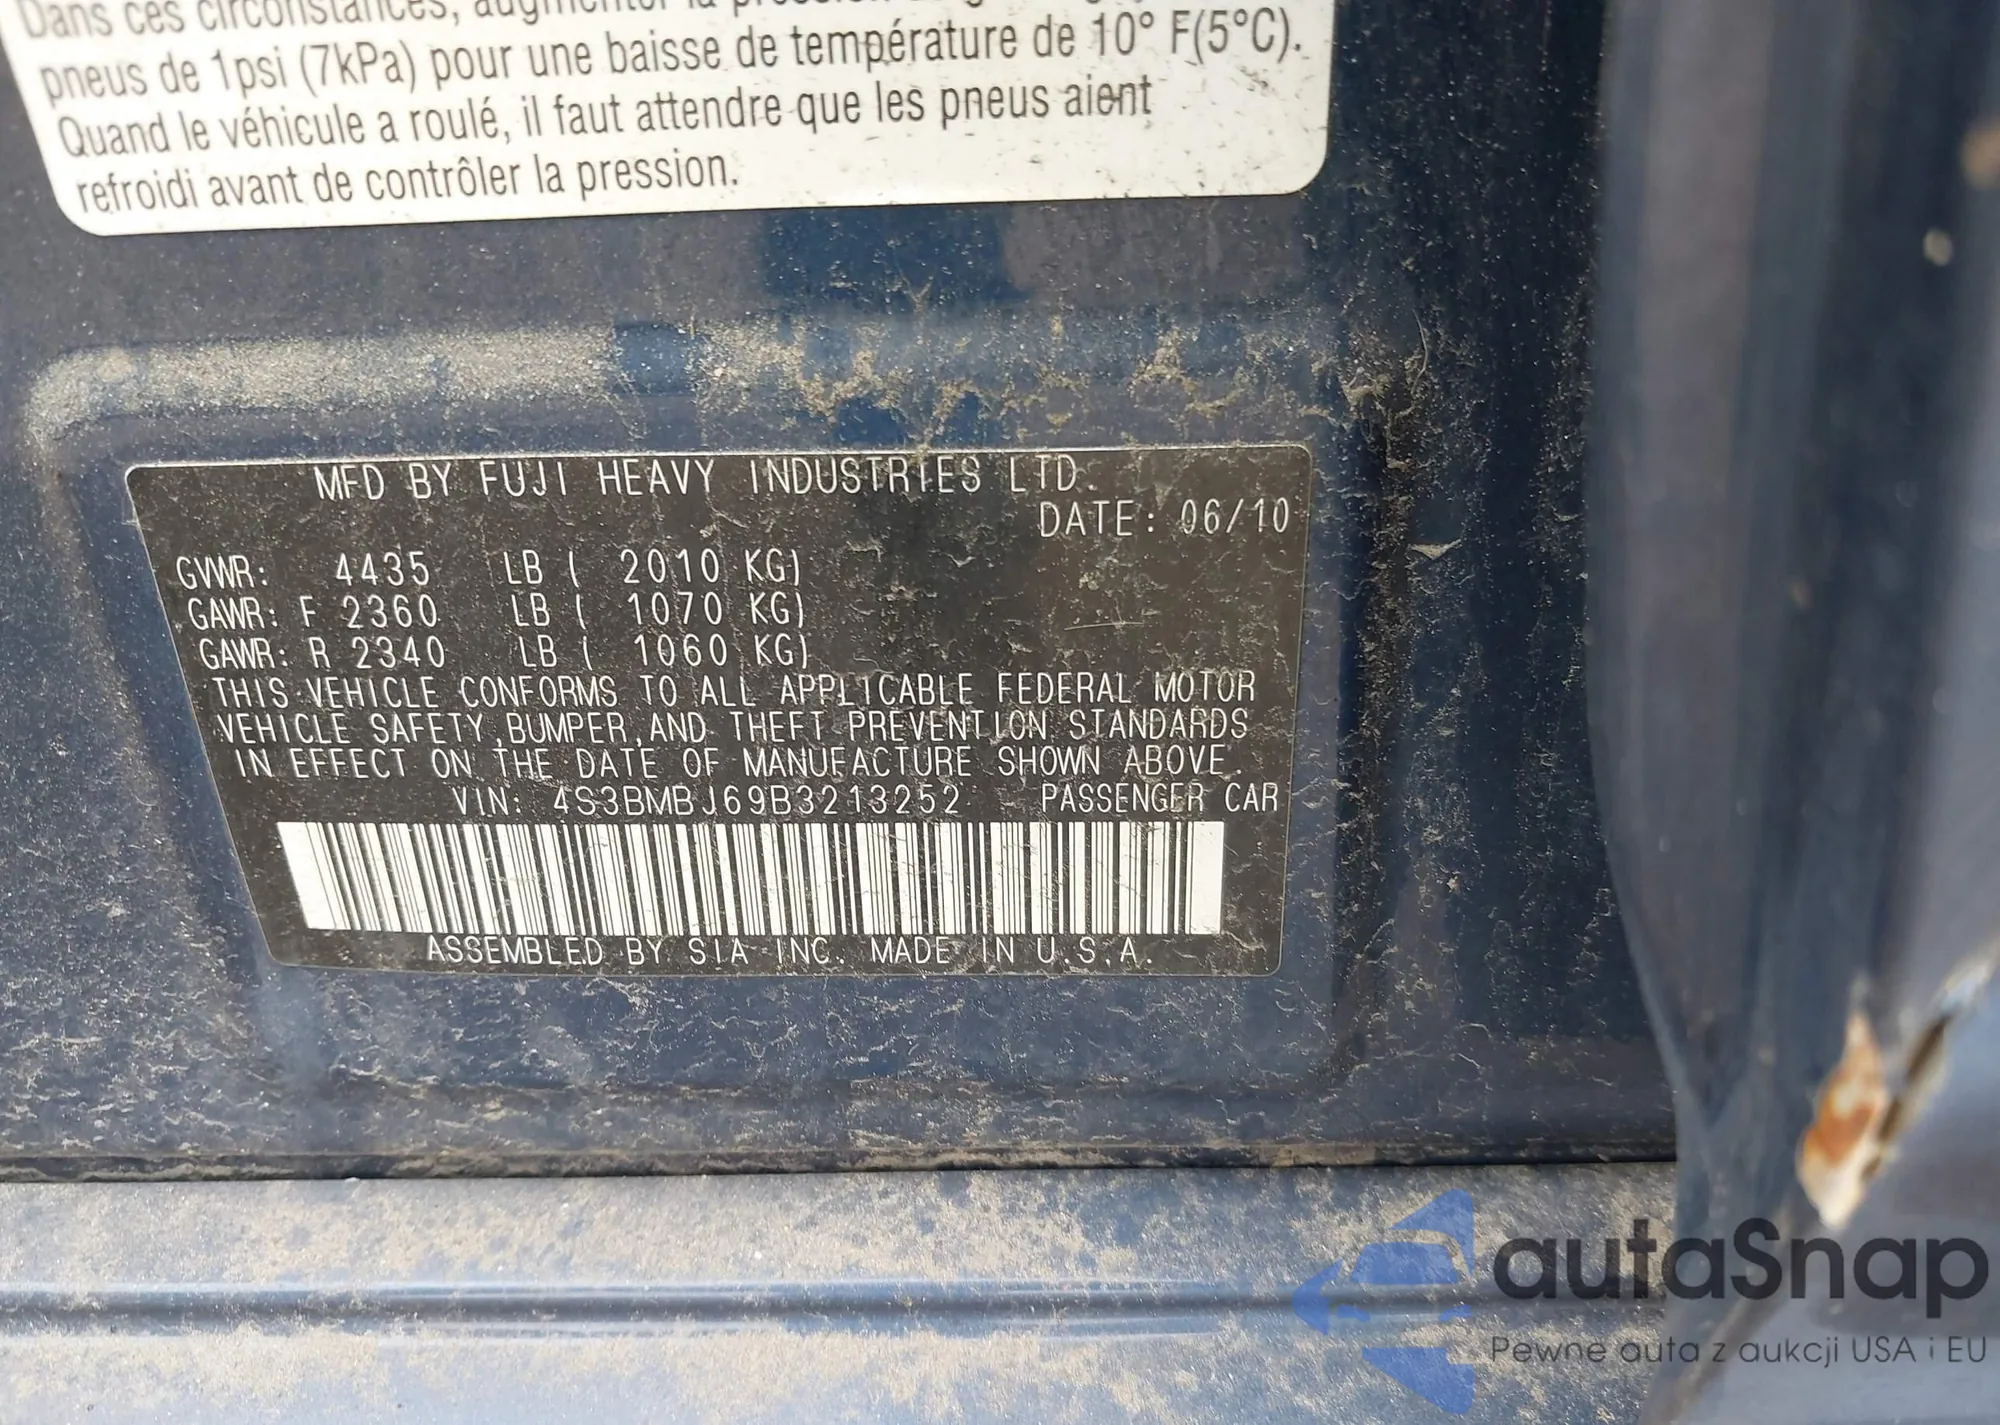 Dans ces circonstances, augmenter la pression
pneus de 1psi (7kPa) pour une baisse de température de 10° F(5°C).
Quand le véhicule a roulé, il faut attendre que les pneus aient
refroidi avant de contrôler la pression.
MFD BY FUJI HEAVY INDUSTRIES LTD.
DATE: 06/10
GVWR: 4435 LB ( 2010 KG)
GAWR: F 2360 LB ( 1070 KG)
GAWR: R 2340 LB ( 1060 KG)
THIS VEHICLE CONFORMS TO ALL APPLICABLE FEDERAL MOTOR
VEHICLE SAFETY,BUMPER,AND THEFT PREVENTION STANDARDS
IN EFFECT ON THE DATE OF MANUFACTURE SHOWN ABOVE.
VIN: 4S3BMBJ69B3213252 PASSENGER CAR
ASSEMBLED BY SIA INC. MADE IN U.S.A.
autaSnap
Pewne auta z aukcji USA i EU